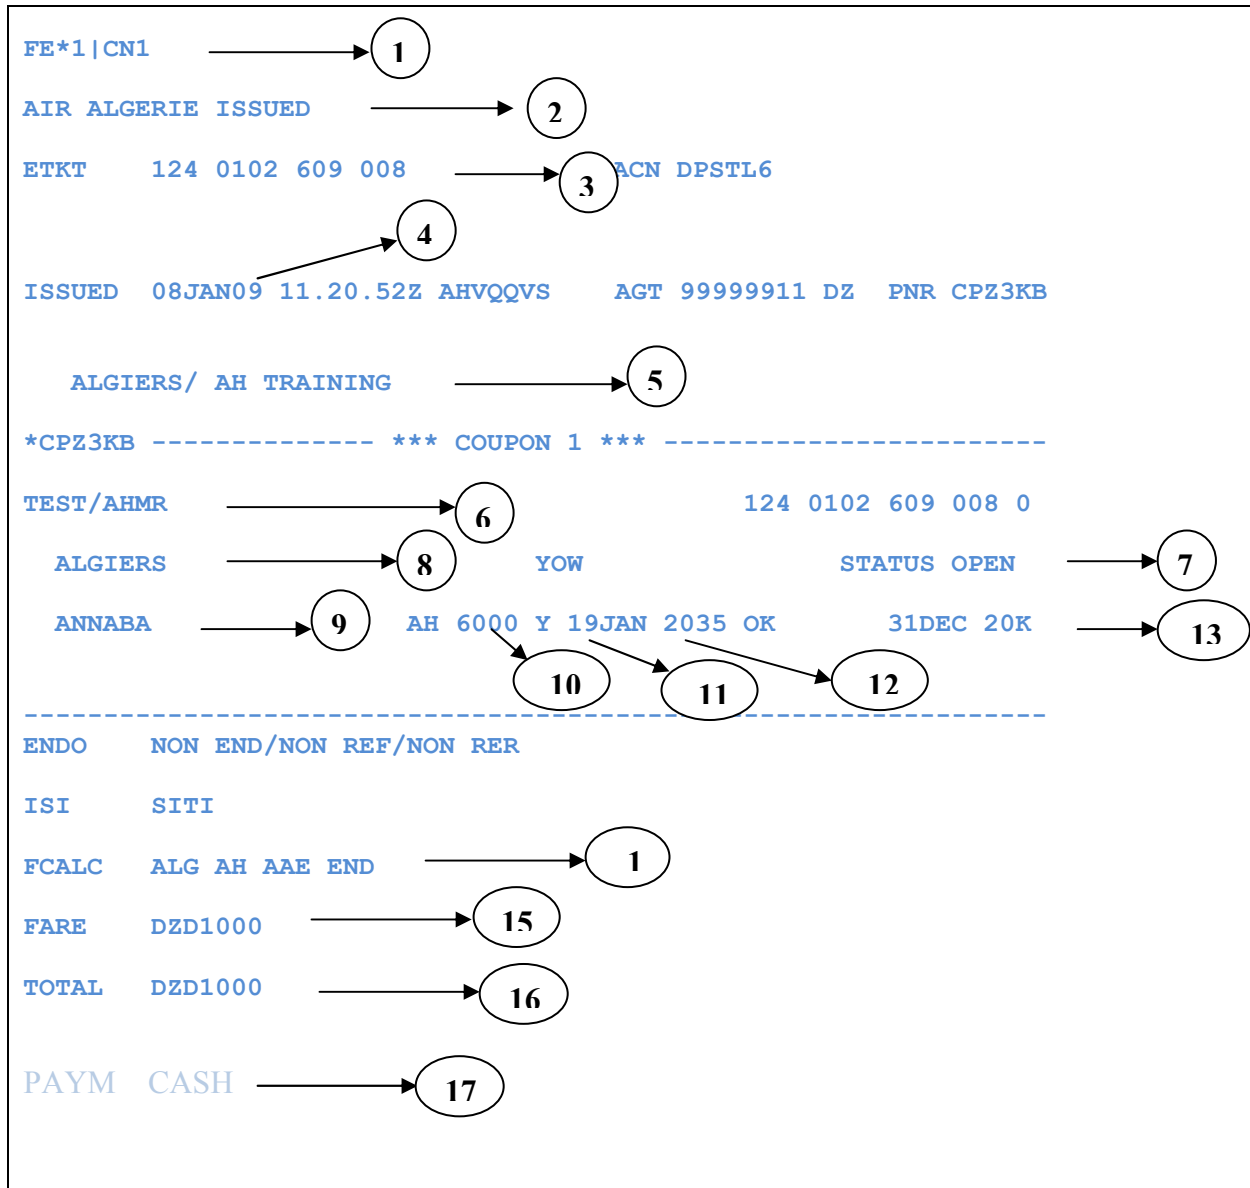 FE*1|CN1 1
AIR ALGERIE ISSUED 2
ETKT 124 0102 609 008 3 ACN DPSTL6
4
ISSUED 08JAN09 11.20.52Z AHVQQVS AGT 99999911 DZ PNR CPZ3KB
ALGIERS/ AH TRAINING 5
*CPZ3KB -------------- *** COUPON 1 *** ------------------------
TEST/AHMR 6 124 0102 609 008 0
ALGIERS 8 YOW STATUS OPEN 7
ANNABA 9 AH 6000 Y 19JAN 2035 OK 31DEC 20K 13
10 11 12
----------------------------------------------------------------
ENDO NON END/NON REF/NON RER
ISI SITI
FCALC ALG AH AAE END 1
FARE DZD1000 15
TOTAL DZD1000 16
PAYM CASH 17